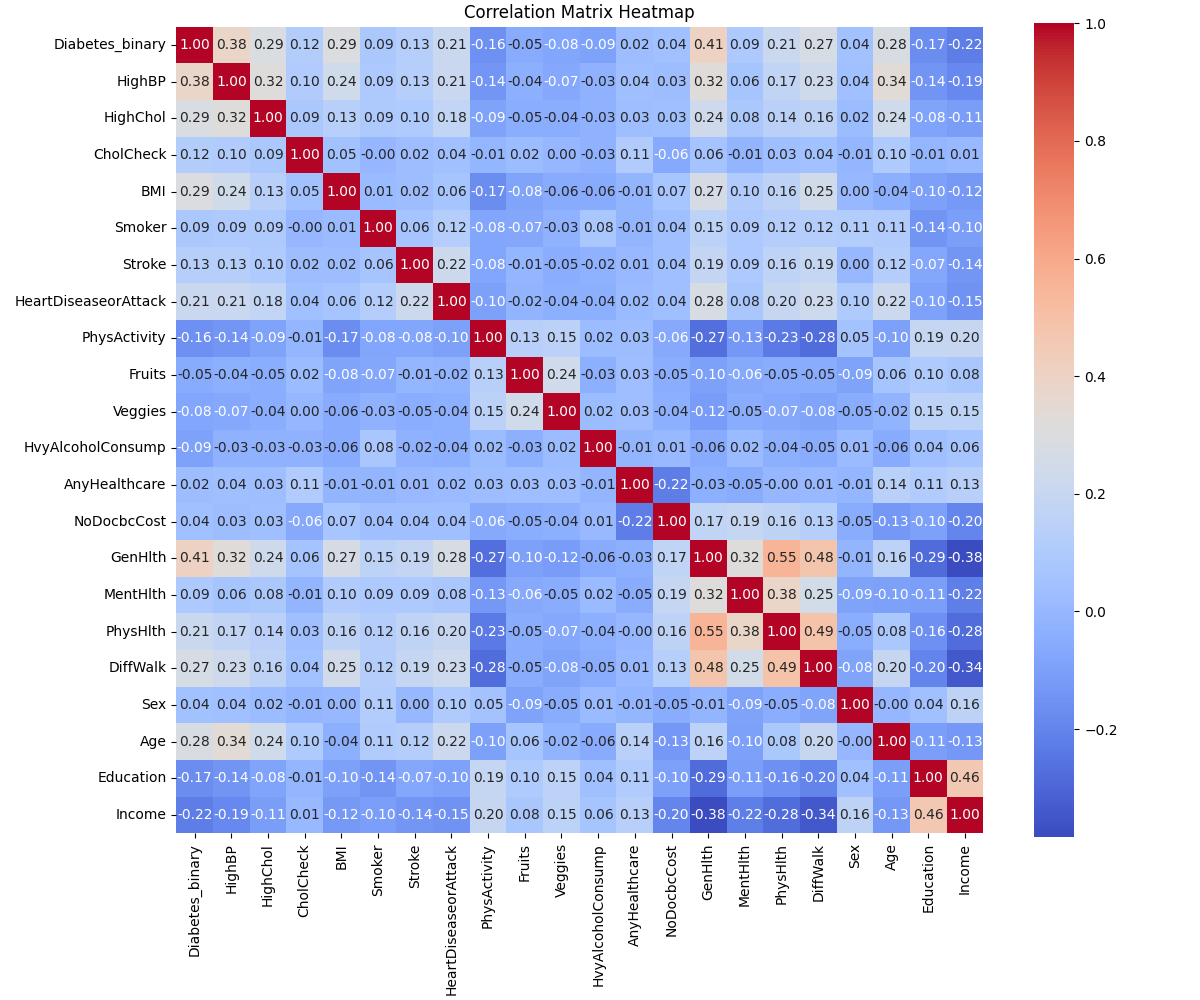 Correlation Matrix Heatmap
Diabetes_binary 1.00 0.38 0.29 0.12 0.29 0.09 0.13 0.21 -0.16 -0.05 -0.08 -0.09 0.02 0.04 0.41 0.09 0.21 0.27 0.04 0.28 -0.17 -0.22
HighBP 0.38 1.00 0.32 0.10 0.24 0.09 0.13 0.21 -0.14 -0.04 -0.07 -0.03 0.04 0.03 0.32 0.06 0.17 0.23 0.04 0.34 -0.14 -0.19
HighChol 0.29 0.32 1.00 0.09 0.13 0.09 0.10 0.18 -0.09 -0.05 -0.04 -0.03 0.03 0.03 0.24 0.08 0.14 0.16 0.02 0.24 -0.08 -0.11
CholCheck 0.12 0.10 0.09 1.00 0.05 -0.00 0.02 0.04 -0.01 0.02 0.00 -0.03 0.11 -0.06 0.06 -0.01 0.03 0.04 -0.01 0.10 -0.01 0.01
BMI 0.29 0.24 0.13 0.05 1.00 0.01 0.02 0.06 -0.17 -0.08 -0.06 -0.06 -0.01 0.07 0.27 0.10 0.16 0.25 0.00 -0.04 -0.10 -0.12
Smoker 0.09 0.09 0.09 -0.00 0.01 1.00 0.06 0.12 -0.08 -0.07 -0.03 0.08 -0.01 0.04 0.15 0.09 0.12 0.12 0.11 0.11 -0.14 -0.10
Stroke 0.13 0.13 0.10 0.02 0.02 0.06 1.00 0.22 -0.08 -0.01 -0.05 -0.02 0.01 0.04 0.19 0.09 0.16 0.19 0.00 0.12 -0.07 -0.14
HeartDiseaseorAttack 0.21 0.21 0.18 0.04 0.06 0.12 0.22 1.00 -0.10 -0.02 -0.04 -0.04 0.02 0.04 0.28 0.08 0.20 0.23 0.10 0.22 -0.10 -0.15
PhysActivity -0.16 -0.14 -0.09 -0.01 -0.17 -0.08 -0.08 -0.10 1.00 0.13 0.15 0.02 0.03 -0.06 -0.27 -0.13 -0.23 -0.28 0.05 -0.10 0.19 0.20
Fruits -0.05 -0.04 -0.05 0.02 -0.08 -0.07 -0.01 -0.02 0.13 1.00 0.24 -0.03 0.03 -0.05 -0.10 -0.06 -0.05 -0.05 -0.09 0.06 0.10 0.08
Veggies -0.08 -0.07 -0.04 0.00 -0.06 -0.03 -0.05 -0.04 0.15 0.24 1.00 0.02 0.03 -0.04 -0.12 -0.05 -0.07 -0.08 -0.05 -0.02 0.15 0.15
HvyAlcoholConsump -0.09 -0.03 -0.03 -0.03 -0.06 0.08 -0.02 -0.04 0.02 -0.03 0.02 1.00 -0.01 0.01 -0.06 0.02 -0.04 -0.05 0.01 -0.06 0.04 0.06
AnyHealthcare 0.02 0.04 0.03 0.11 -0.01 -0.01 0.01 0.02 0.03 0.03 0.03 -0.01 1.00 -0.22 -0.03 -0.05 -0.00 0.01 -0.01 0.14 0.11 0.13
NoDocbcCost 0.04 0.03 0.03 -0.06 0.07 0.04 0.04 0.04 -0.06 -0.05 -0.04 0.01 -0.22 1.00 0.17 0.19 0.16 0.13 -0.05 -0.13 -0.10 -0.20
GenHlth 0.41 0.32 0.24 0.06 0.27 0.15 0.19 0.28 -0.27 -0.10 -0.12 -0.06 -0.03 0.17 1.00 0.32 0.55 0.48 -0.01 0.16 -0.29 -0.38
MentHlth 0.09 0.06 0.08 -0.01 0.10 0.09 0.09 0.08 -0.13 -0.06 -0.05 0.02 -0.05 0.19 0.32 1.00 0.38 0.25 -0.09 -0.10 -0.11 -0.22
PhysHlth 0.21 0.17 0.14 0.03 0.16 0.12 0.16 0.20 -0.23 -0.05 -0.07 -0.04 -0.00 0.16 0.55 0.38 1.00 0.49 -0.05 0.08 -0.16 -0.28
DiffWalk 0.27 0.23 0.16 0.04 0.25 0.12 0.19 0.23 -0.28 -0.05 -0.08 -0.05 0.01 0.13 0.48 0.25 0.49 1.00 -0.08 0.20 -0.20 -0.34
Sex 0.04 0.04 0.02 -0.01 0.00 0.11 0.00 0.10 0.05 -0.09 -0.05 0.01 -0.01 -0.05 -0.01 -0.09 -0.05 -0.08 1.00 -0.00 0.04 0.16
Age 0.28 0.34 0.24 0.10 -0.04 0.11 0.12 0.22 -0.10 0.06 -0.02 -0.06 0.14 -0.13 0.16 -0.10 0.08 0.20 -0.00 1.00 -0.11 -0.13
Education -0.17 -0.14 -0.08 -0.01 -0.10 -0.14 -0.07 -0.10 0.19 0.10 0.15 0.04 0.11 -0.10 -0.29 -0.11 -0.16 -0.20 0.04 -0.11 1.00 0.46
Income -0.22 -0.19 -0.11 0.01 -0.12 -0.10 -0.14 -0.15 0.20 0.08 0.15 0.06 0.13 -0.20 -0.38 -0.22 -0.28 -0.34 0.16 -0.13 0.46 1.00
Diabetes_binary
HighBP
HighChol
CholCheck
BMI
Smoker
Stroke
HeartDiseaseorAttack
PhysActivity
Fruits
Veggies
HvyAlcoholConsump
AnyHealthcare
NoDocbcCost
GenHlth
MentHlth
PhysHlth
DiffWalk
Sex
Age
Education
Income
1.0
0.8
0.6
0.4
0.2
0.0
−0.2